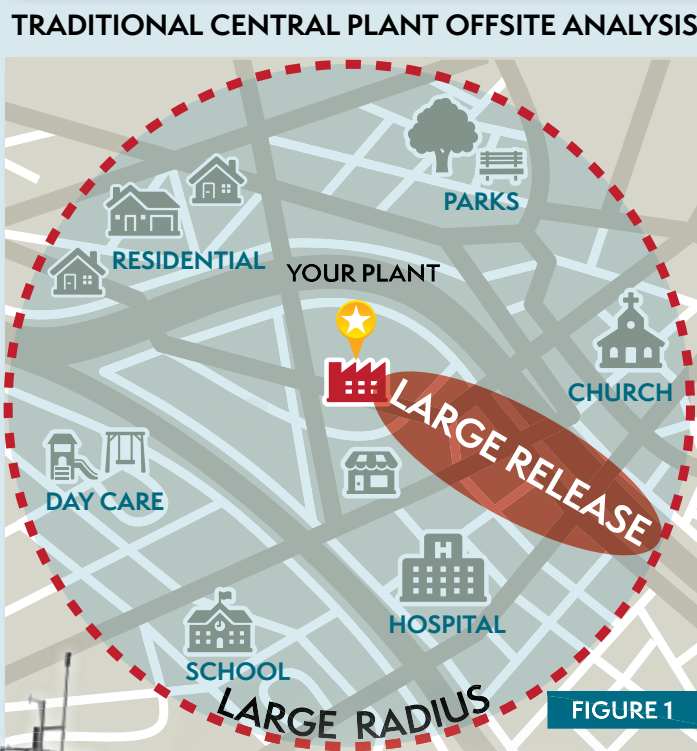 TRADITIONAL CENTRAL PLANT OFFSITE ANALYSIS
PARKS
RESIDENTIAL
YOUR PLANT
CHURCH
LARGE RELEASE
DAY CARE
HOSPITAL
SCHOOL
LARGE RADIUS
FIGURE 1